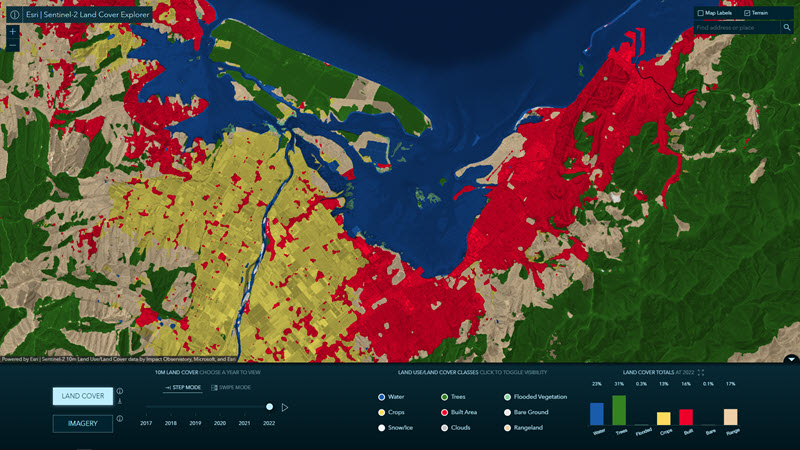 Esri | Sentinel-2 Land Cover Explorer
Map Labels
Terrain
Find address or place
Powered by Esri | Sentinel-2 10m Land Use/Land Cover data by Impact Observatory, Microsoft, and Esri
10M LAND COVER CHOOSE A YEAR TO VIEW
STEP MODE
SWIPE MODE
LAND COVER
IMAGERY
2017 2018 2019 2020 2021 2022
LAND USE/LAND COVER CLASSES CLICK TO TOGGLE VISIBILITY
Water
Trees
Flooded Vegetation
Crops
Built Area
Bare Ground
Snow/Ice
Clouds
Rangeland
LAND COVER TOTALS AT 2022
23% 31% 0.3% 13% 16% 0.1% 17%
Water Trees Flooded Crops Built Bare Range